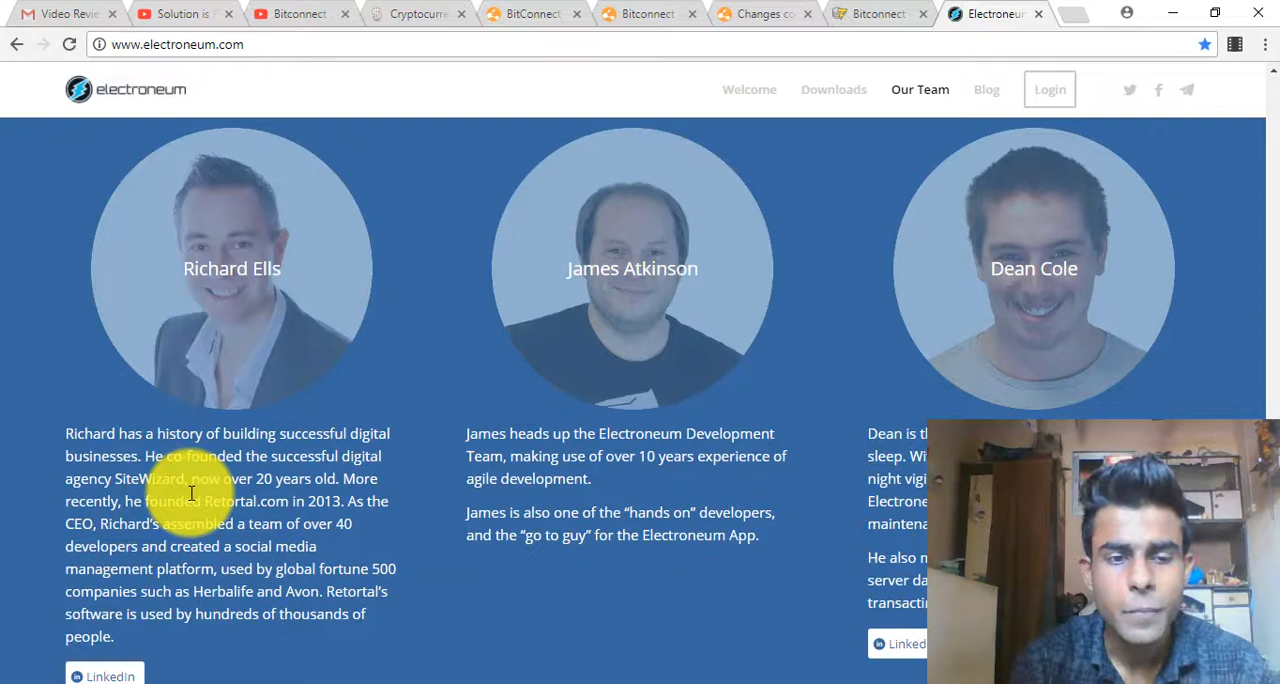 Video Revie
Solution is
Bitconnect
Cryptocurre
BitConnect
Bitconnect
Changes co
Bitconnect
Electroneum
www.electroneum.com
electroneum
Welcome
Downloads
Our Team
Blog
Login
Richard Ells
James Atkinson
Dean Cole
Richard has a history of building successful digital
businesses. He co-founded the successful digital
agency SiteWizard, now over 20 years old. More
recently, he founded Retortal.com in 2013. As the
CEO, Richard's assembled a team of over 40
developers and created a social media
management platform, used by global fortune 500
companies such as Herbalife and Avon. Retortal's
software is used by hundreds of thousands of
people.
LinkedIn
James heads up the Electroneum Development
Team, making use of over 10 years experience of
agile development.
James is also one of the “hands on” developers,
and the “go to guy” for the Electroneum App.
Dean is th
sleep. Wi
night vigi
Electroneu
maintena
He also m
server da
transactin
Linked